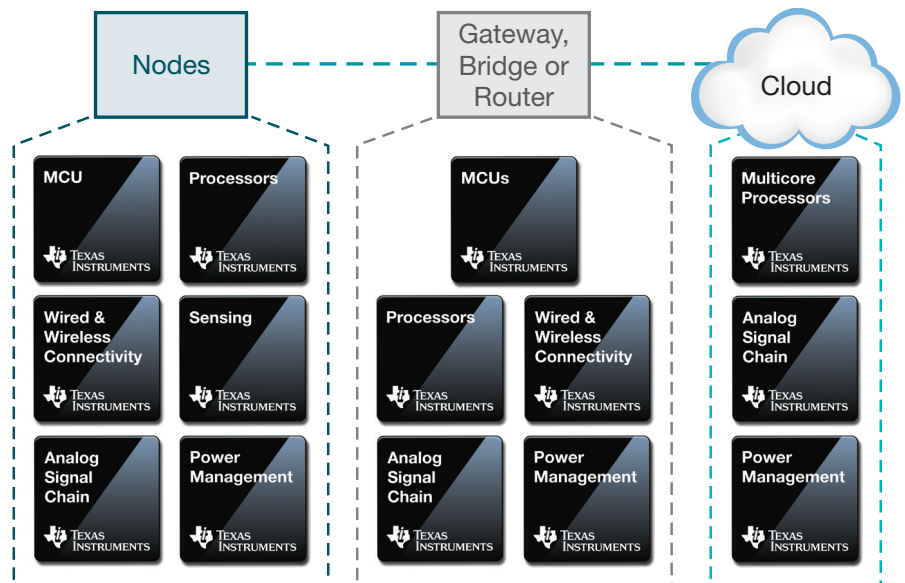 Nodes
Gateway,
Bridge or
Router
Cloud
MCU
TEXAS
INSTRUMENTS
Processors
TEXAS
INSTRUMENTS
Wired &
Wireless
Connectivity
TEXAS
INSTRUMENTS
Sensing
TEXAS
INSTRUMENTS
Analog
Signal
Chain
TEXAS
INSTRUMENTS
Power
Management
TEXAS
INSTRUMENTS
MCUs
TEXAS
INSTRUMENTS
Processors
TEXAS
INSTRUMENTS
Wired &
Wireless
Connectivity
TEXAS
INSTRUMENTS
Analog
Signal
Chain
TEXAS
INSTRUMENTS
Power
Management
TEXAS
INSTRUMENTS
Multicore
Processors
TEXAS
INSTRUMENTS
Analog
Signal
Chain
TEXAS
INSTRUMENTS
Power
Management
TEXAS
INSTRUMENTS